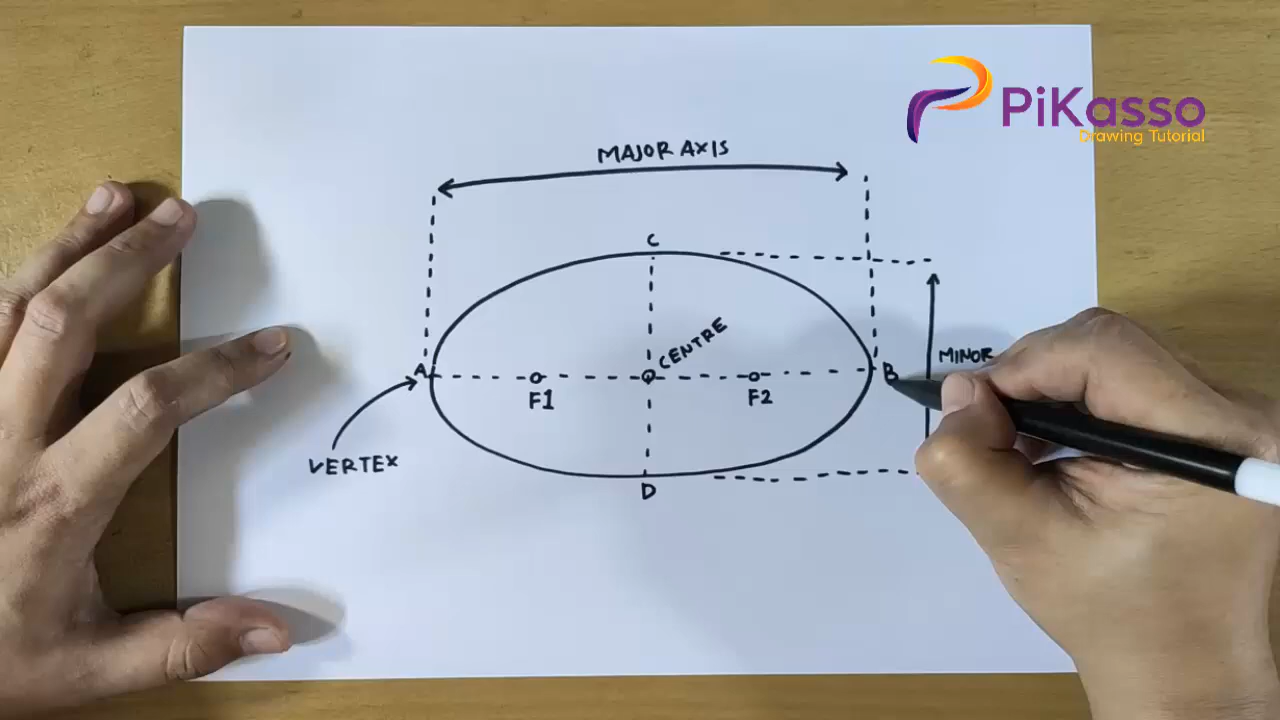 PiKasso
Drawing Tutorial
MAJOR AXIS
C
CENTRE
MINOR
A
B
F1
F2
VERTEX
D